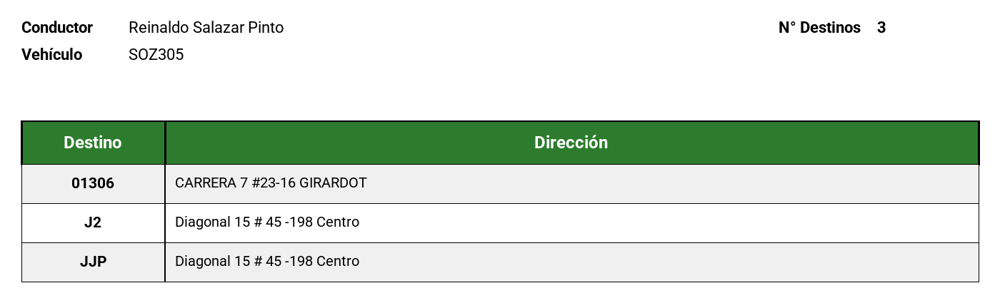 Conductor Reinaldo Salazar Pinto N° Destinos 3
Vehículo SOZ305
Destino Dirección
01306 CARRERA 7 #23-16 GIRARDOT
J2 Diagonal 15 # 45 -198 Centro
JJP Diagonal 15 # 45 -198 Centro